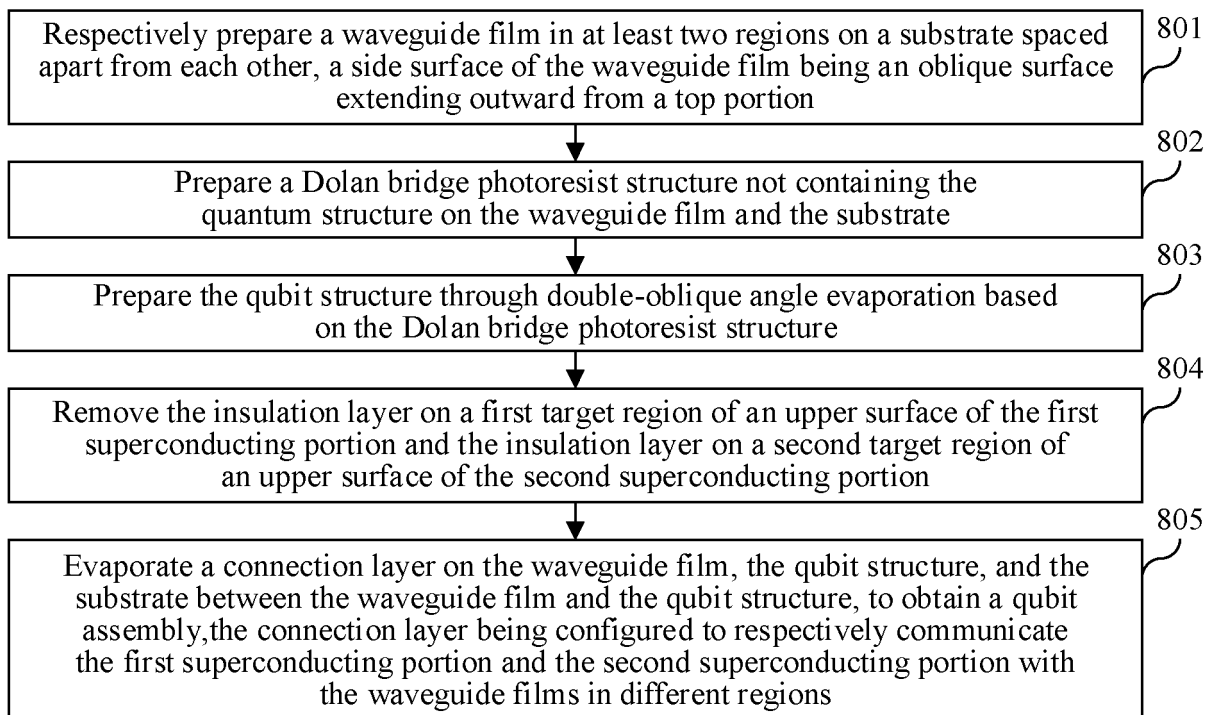 801
Respectively prepare a waveguide film in at least two regions on a substrate spaced
apart from each other, a side surface of the waveguide film being an oblique surface
extending outward from a top portion
802
Prepare a Dolan bridge photoresist structure not containing the
quantum structure on the waveguide film and the substrate
803
Prepare the qubit structure through double-oblique angle evaporation based
on the Dolan bridge photoresist structure
804
Remove the insulation layer on a first target region of an upper surface of the first
superconducting portion and the insulation layer on a second target region of
an upper surface of the second superconducting portion
805
Evaporate a connection layer on the waveguide film, the qubit structure, and the
substrate between the waveguide film and the qubit structure, to obtain a qubit
assembly,the connection layer being configured to respectively communicate
the first superconducting portion and the second superconducting portion with
the waveguide films in different regions